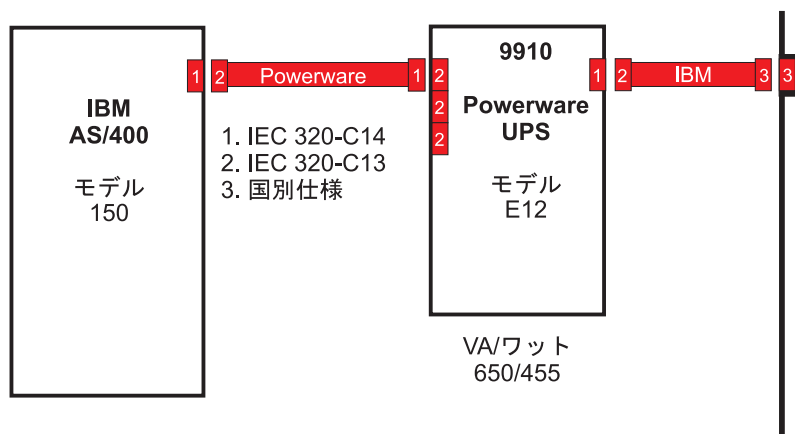 IBM
AS/400
モデル
150
1 2 Powerware 1 2
2
2
1. IEC 320-C14
2. IEC 320-C13
3. 国別仕様
9910
Powerware
UPS
モデル
E12
1 2 IBM 3 3
VA/ワット
650/455